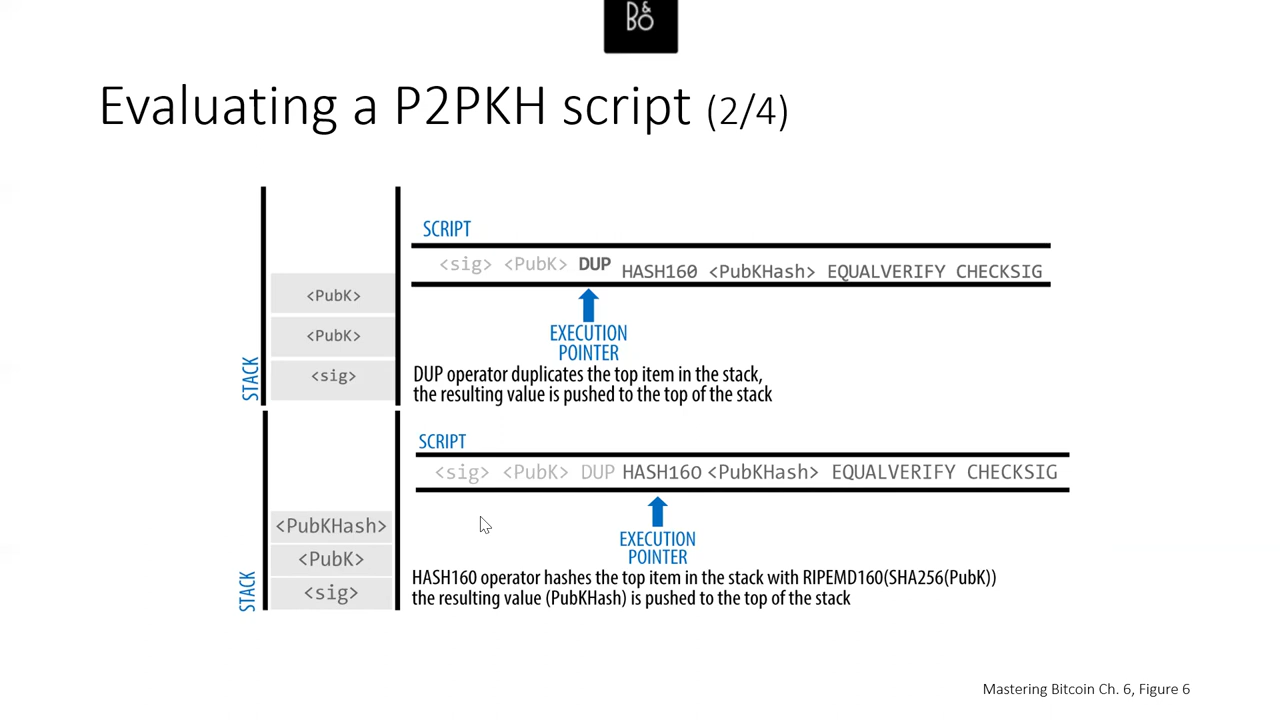 D&BO
Evaluating a P2PKH script (2/4)
SCRIPT
<sig> <PubK> DUP HASH160 <PubKHash> EQUALVERIFY CHECKSIG
<PubK>
<PubK>
<sig>
STACK
EXECUTION
POINTER
DUP operator duplicates the top item in the stack,
the resulting value is pushed to the top of the stack
SCRIPT
<sig> <PubK> DUP HASH160 <PubKHash> EQUALVERIFY CHECKSIG
<PubKHash>
<PubK>
<sig>
STACK
EXECUTION
POINTER
HASH160 operator hashes the top item in the stack with RIPEMD160(SHA256(PubK))
the resulting value (PubKHash) is pushed to the top of the stack
Mastering Bitcoin Ch. 6, Figure 6